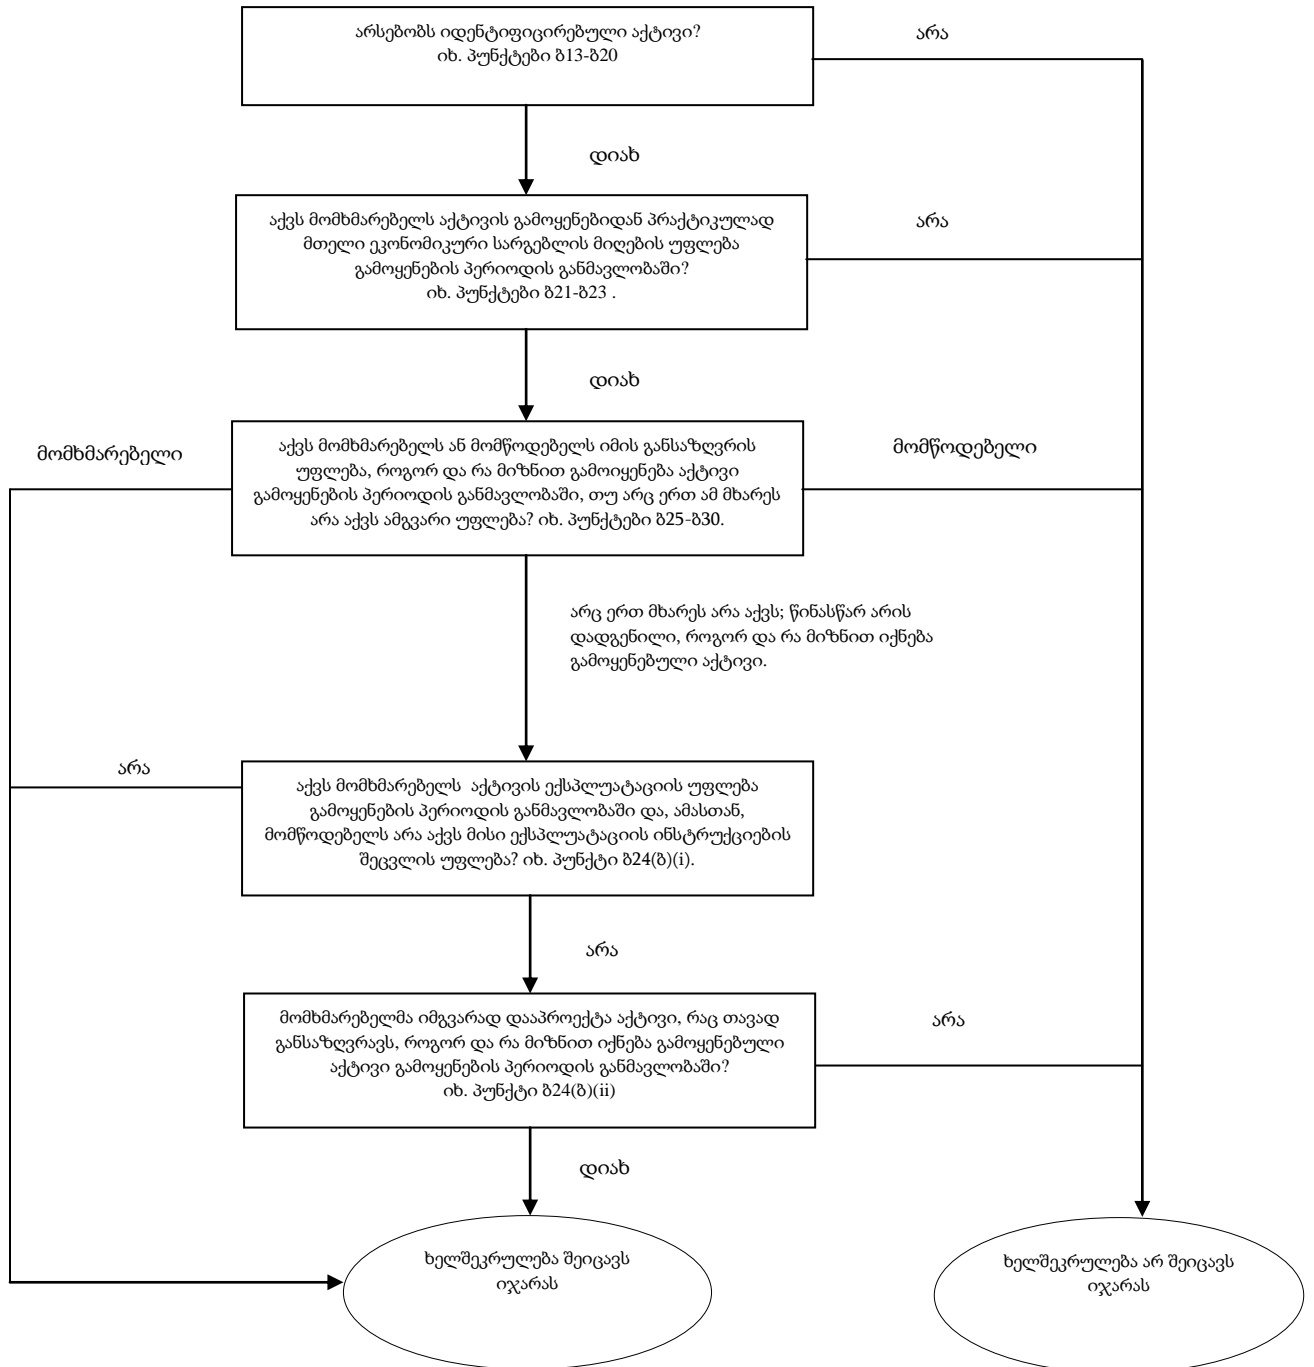 არსებობს იდენტიფიცირებული აქტივი?
იხ. პუნქტები ბ13-ბ20
არა
დიახ
აქვს მომხმარებელს აქტივის გამოყენებიდან პრაქტიკულად
მთელი ეკონომიკური სარგებლის მიღების უფლება
გამოყენების პერიოდის განმავლობაში?
იხ. პუნქტები ბ21-ბ23 .
არა
დიახ
მომხმარებელი
აქვს მომხმარებელს ან მომწოდებელს იმის განსაზღვრის
უფლება, როგორ და რა მიზნით გამოიყენება აქტივი
გამოყენების პერიოდის განმავლობაში, თუ არც ერთ ამ მხარეს
არა აქვს ამგვარი უფლება? იხ. პუნქტები ბ25-ბ30.
მომწოდებელი
არც ერთ მხარეს არა აქვს; წინასწარ არის
დადგენილი, როგორ და რა მიზნით იქნება
გამოყენებული აქტივი.
არა
აქვს მომხმარებელს აქტივის ექსპლუატაციის უფლება
გამოყენების პერიოდის განმავლობაში და, ამასთან,
მომწოდებელს არა აქვს მისი ექსპლუატაციის ინსტრუქციების
შეცვლის უფლება? იხ. პუნქტი ბ24(ბ)(i).
არა
მომხმარებელმა იმგვარად დააპროექტა აქტივი, რაც თავად
განსაზღვრავს, როგორ და რა მიზნით იქნება გამოყენებული
აქტივი გამოყენების პერიოდის განმავლობაში?
იხ. პუნქტი ბ24(ბ)(ii)
არა
დიახ
ხელშეკრულება შეიცავს
იჯარას
ხელშეკრულება არ შეიცავს
იჯარას